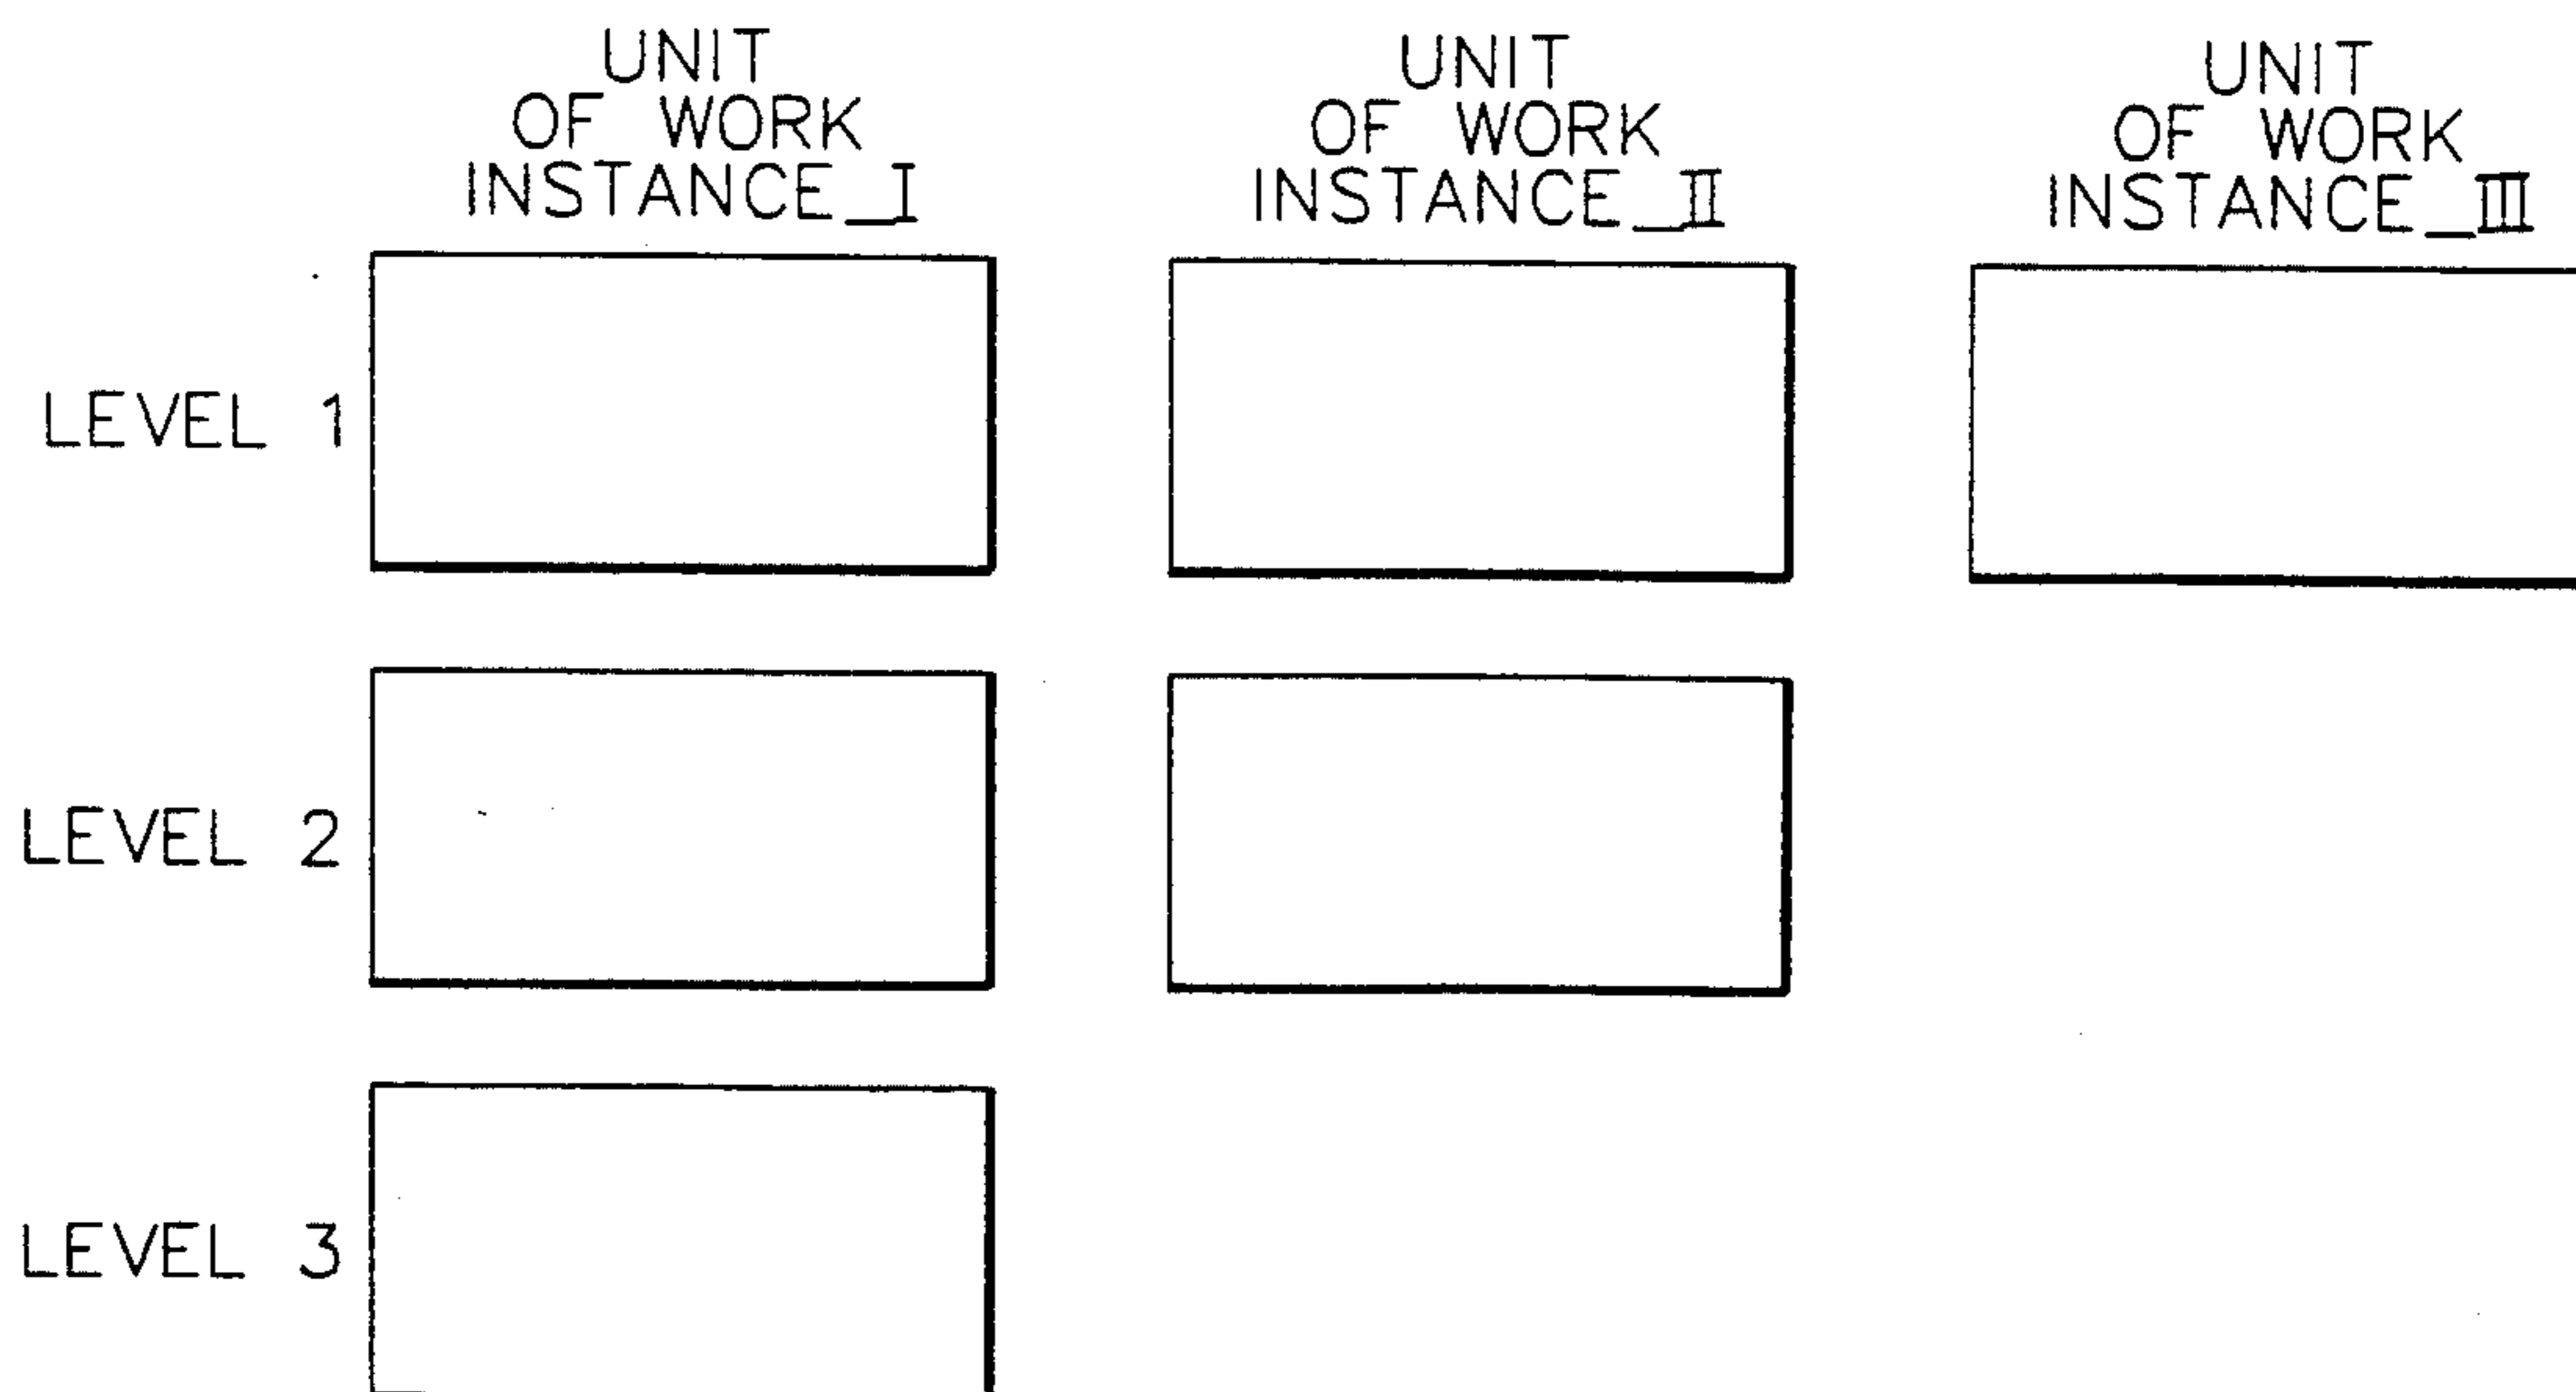 UNIT
OF WORK
INSTANCE_I
UNIT
OF WORK
INSTANCE_II
UNIT
OF WORK
INSTANCE_III
LEVEL 1
LEVEL 2
LEVEL 3